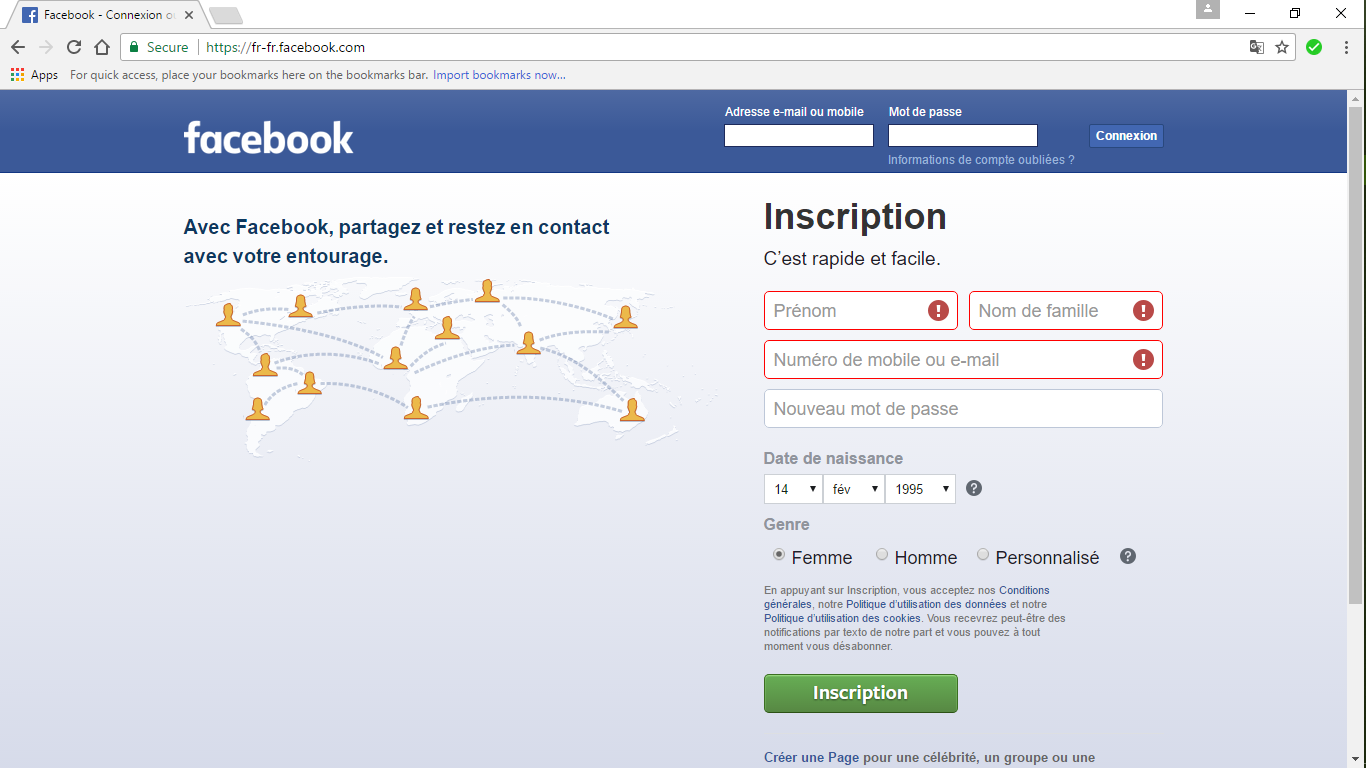 Facebook - Connexion o
Secure
https://fr-fr.facebook.com
Apps
For quick access, place your bookmarks here on the bookmarks bar. Import bookmarks now...
facebook
Adresse e-mail ou mobile
Mot de passe
Connexion
Informations de compte oubliées ?
Avec Facebook, partagez et restez en contact
avec votre entourage.
Inscription
C’est rapide et facile.
Prénom
Nom de famille
Numéro de mobile ou e-mail
Nouveau mot de passe
Date de naissance
14
fév
1995
Genre
Femme
Homme
Personnalisé
En appuyant sur Inscription, vous acceptez nos Conditions
générales, notre Politique d’utilisation des données et notre
Politique d’utilisation des cookies. Vous recevrez peut-être des
notifications par texto de notre part et vous pouvez à tout
moment vous désabonner.
Inscription
Créer une Page pour une célébrité, un groupe ou une